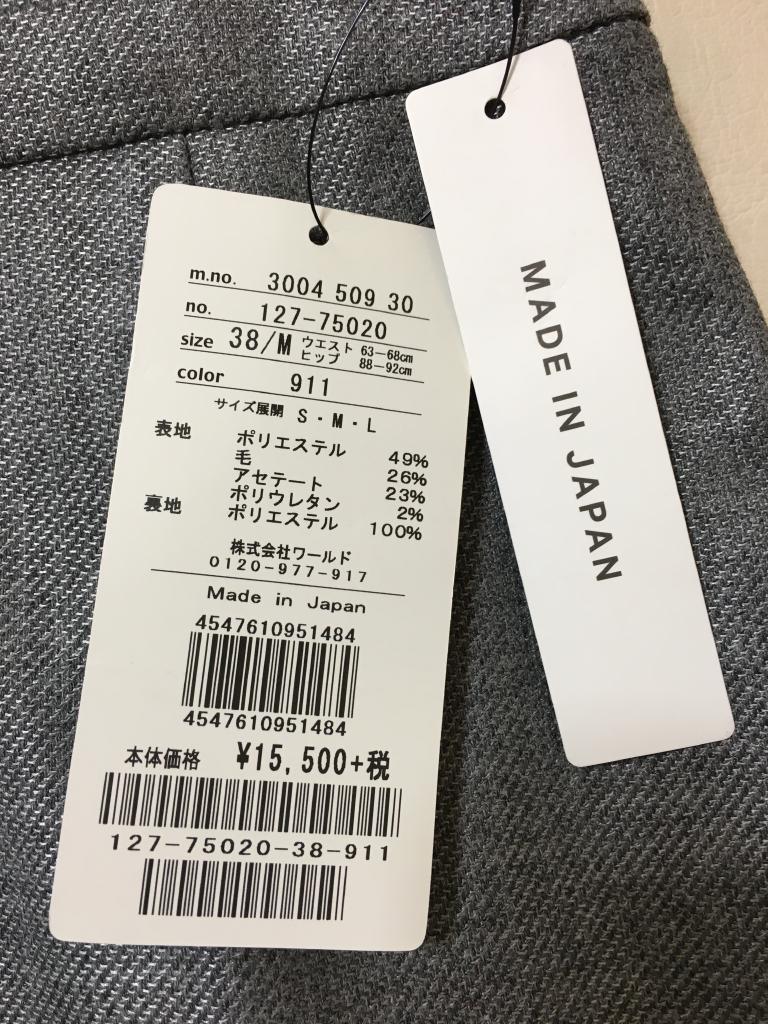 m.no. 3004 509 30
no. 127-75020
size 38/M ウエスト 63-68cm
ヒップ 88-92cm
color 911
サイズ展開 S・M・L
表地 ポリエステル 49%
毛 26%
アセテート 23%
ポリウレタン 2%
裏地 ポリエステル 100%
株式会社ワールド
0120-977-917
Made in Japan
4547610951484
4547610951484
本体価格 ¥15,500+税
127-75020-38-911
MADE IN JAPAN